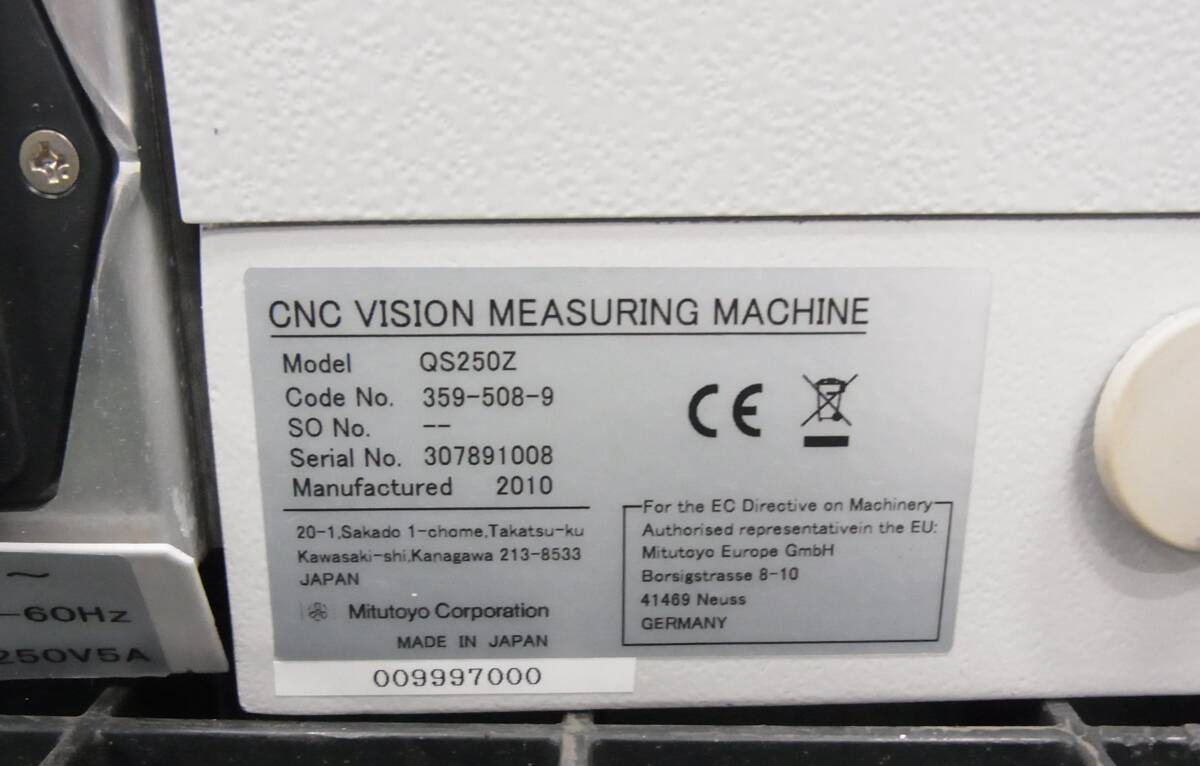 CNC VISION MEASURING MACHINE
Model QS250Z
Code No. 359-508-9
SO No. --
Serial No. 307891008
Manufactured 2010
20-1,Sakado 1-chome,Takatsu-ku
Kawasaki-shi,Kanagawa 213-8533
JAPAN
Mitutoyo Corporation
MADE IN JAPAN
CE
For the EC Directive on Machinery
Authorised representativein the EU:
Mitutoyo Europe GmbH
Borsigstrasse 8-10
41469 Neuss
GERMANY
009997000
~
-60Hz
250V5A